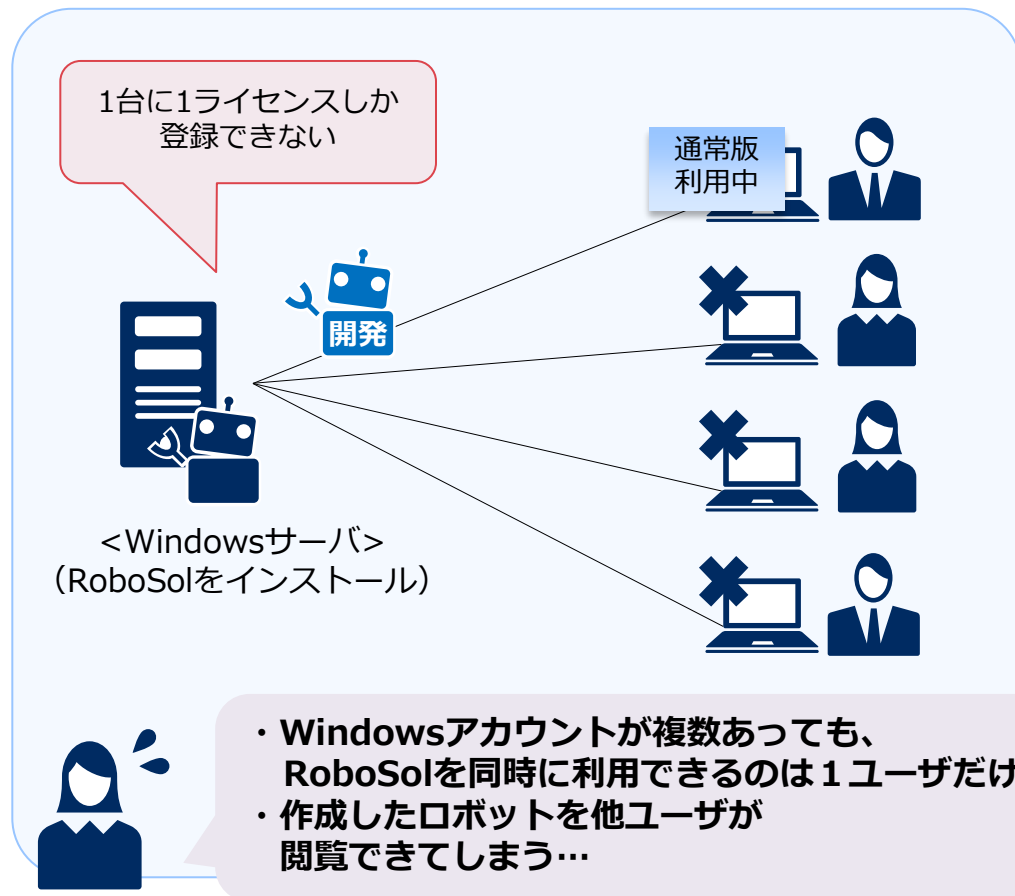 1台に1ライセンスしか
登録できない
通常版
利用中
開発
<Windowsサーバ>
（RoboSolをインストール）
・Windowsアカウントが複数あっても、
RoboSolを同時に利用できるのは１ユーザだけ
・作成したロボットを他ユーザが
閲覧できてしまう…